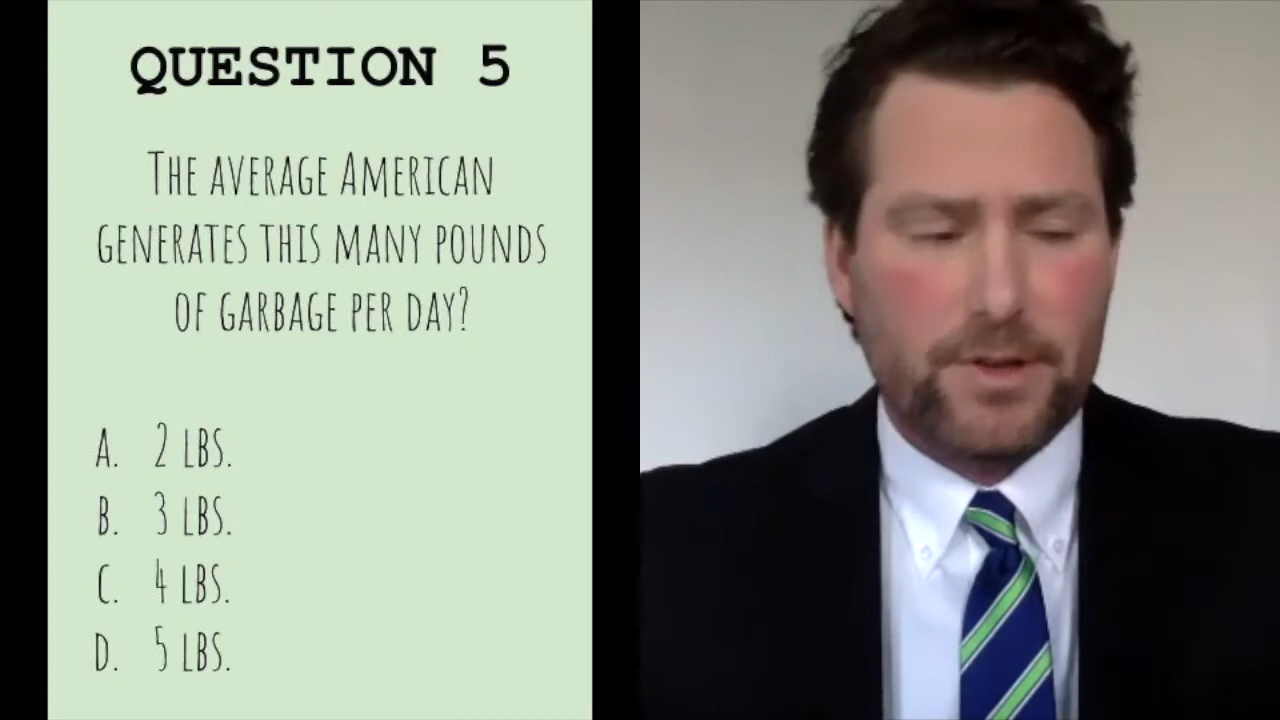 QUESTION 5
The average American
generates this many pounds
of garbage per day?
A. 2 lbs.
B. 3 lbs.
C. 4 lbs.
D. 5 lbs.